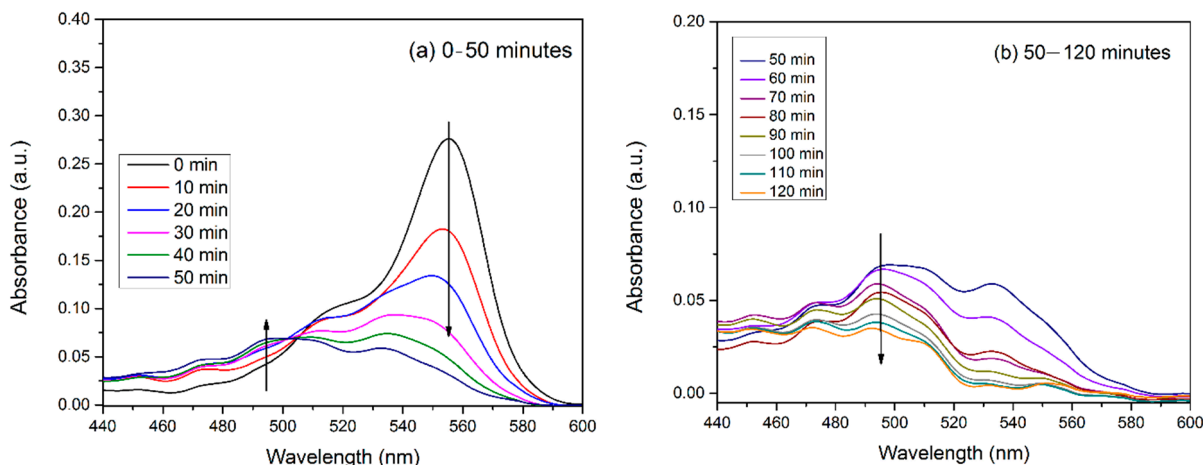 (a) 0-50 minutes
Absorbance (a.u.)
0.40
0.35
0.30
0.25
0.20
0.15
0.10
0.05
0.00
0 min
10 min
20 min
30 min
40 min
50 min
440 460 480 500 520 540 560 580 600
Wavelength (nm)
(b) 50—120 minutes
Absorbance (a.u.)
0.20
0.15
0.10
0.05
0.00
50 min
60 min
70 min
80 min
90 min
100 min
110 min
120 min
440 460 480 500 520 540 560 580 600
Wavelength (nm)